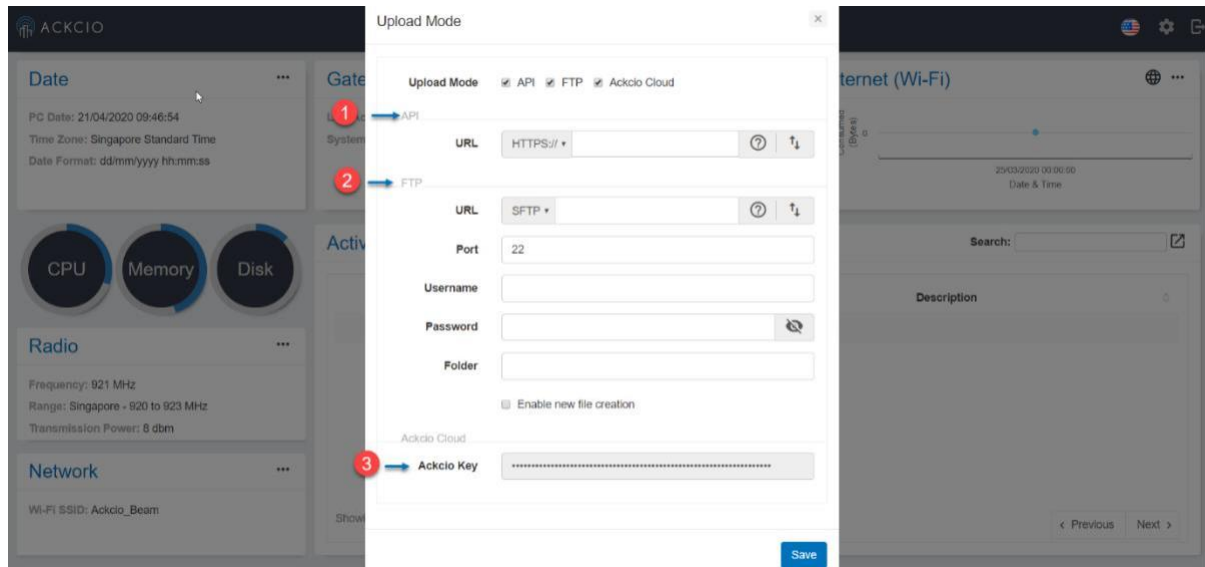 ACKCIO
Upload Mode
Date
PC Date: 21/04/2020 09:46:54
Time Zone: Singapore Standard Time
Date Format: dd/mm/yyyy hh:mm:ss
Gate
System
ternet (Wi-Fi)
(Bytes)
0
25/03/2020 00:00:00
Date & Time
Upload Mode API FTP Ackcio Cloud
1 API
URL HTTPS://
2 FTP
URL SFTP
Port 22
Username
Password
Folder
Enable new file creation
Ackcio Cloud
3 Ackcio Key
Save
CPU Memory Disk
Activ
Search:
Description
Radio
Frequency: 921 MHz
Range: Singapore - 920 to 923 MHz
Transmission Power: 8 dbm
Network
Wi-Fi SSID: Ackcio_Beam
Showi
Previous Next